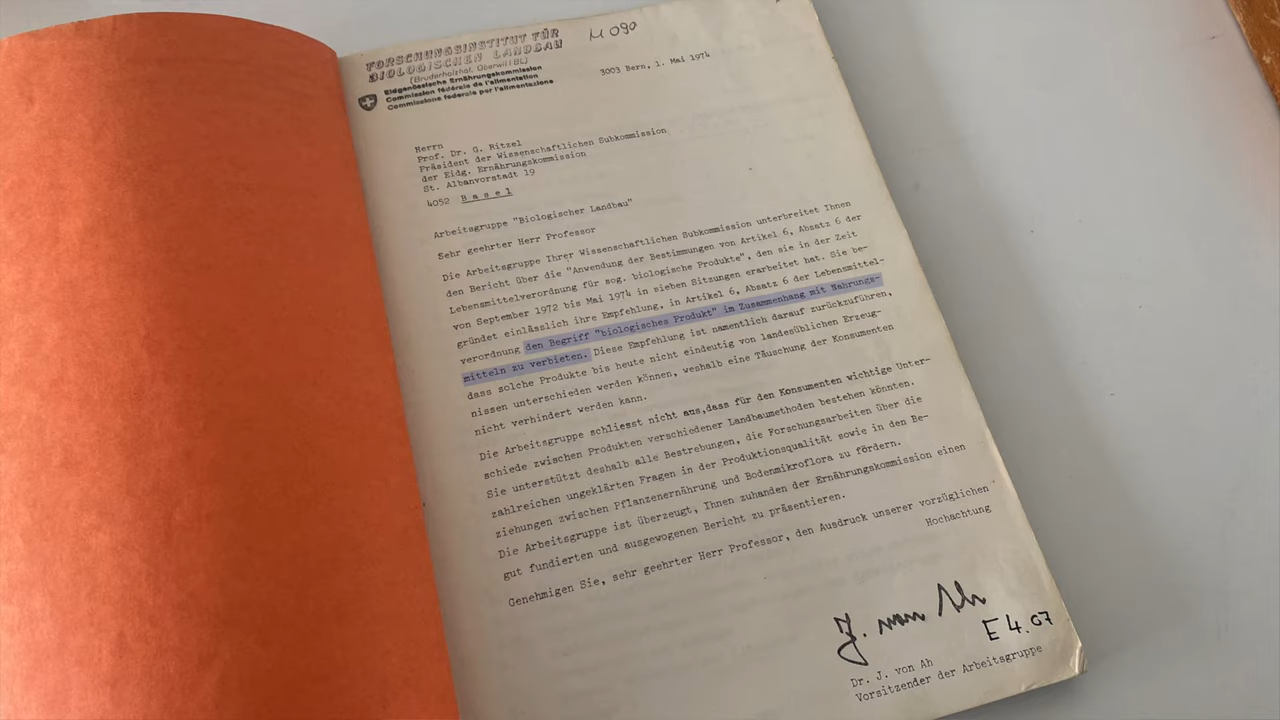 M 090
FORSCHUNGSINSTITUT FÜR
BIOLOGISCHEN LANDBAU
(Bruderholzhof, Oberwil (BL)
Eidgenössische Ernährungskommission
Commission fédérale de l'alimentation
Commissione federale per l'alimentazione
3003 Bern, 1. Mai 1974
Herrn
Prof. Dr. G. Ritzel
Präsident der Wissenschaftlichen Subkommission
der Eidg. Ernährungskommission
St. Albanvorstadt 19
4052 Basel
Arbeitsgruppe "Biologischer Landbau"
Sehr geehrter Herr Professor
Die Arbeitsgruppe Ihrer Wissenschaftlichen Subkommission unterbreitet Ihnen
den Bericht über die "Anwendung der Bestimmungen von Artikel 6, Absatz 6 der
Lebensmittelverordnung für sog. biologische Produkte", den sie in der Zeit
von September 1972 bis Mai 1974 in sieben Sitzungen erarbeitet hat. Sie be-
gründet einlässlich ihre Empfehlung, in Artikel 6, Absatz 6 der Lebensmittel-
verordnung den Begriff "biologisches Produkt" im Zusammenhang mit Nahrungs-
mitteln zu verbieten. Diese Empfehlung ist namentlich darauf zurückzuführen,
dass solche Produkte bis heute nicht eindeutig von landesüblichen Erzeug-
nissen unterschieden werden können, weshalb eine Täuschung der Konsumenten
nicht verhindert werden kann.
Die Arbeitsgruppe schliesst nicht aus,dass für den Konsumenten wichtige Unter-
schiede zwischen Produkten verschiedener Landbaumethoden bestehen könnten.
Sie unterstützt deshalb alle Bestrebungen, die Forschungsarbeiten über die
zahlreichen ungeklärten Fragen in der Produktionsqualität sowie in den Be-
ziehungen zwischen Pflanzenernährung und Bodenmikroflora zu fördern.
Die Arbeitsgruppe ist überzeugt, Ihnen zuhanden der Ernährungskommission einen
gut fundierten und ausgewogenen Bericht zu präsentieren.
Genehmigen Sie, sehr geehrter Herr Professor, den Ausdruck unserer vorzüglichen
Hochachtung
J. von Ah
E 4.07
Dr. J. von Ah
Vorsitzender der Arbeitsgruppe